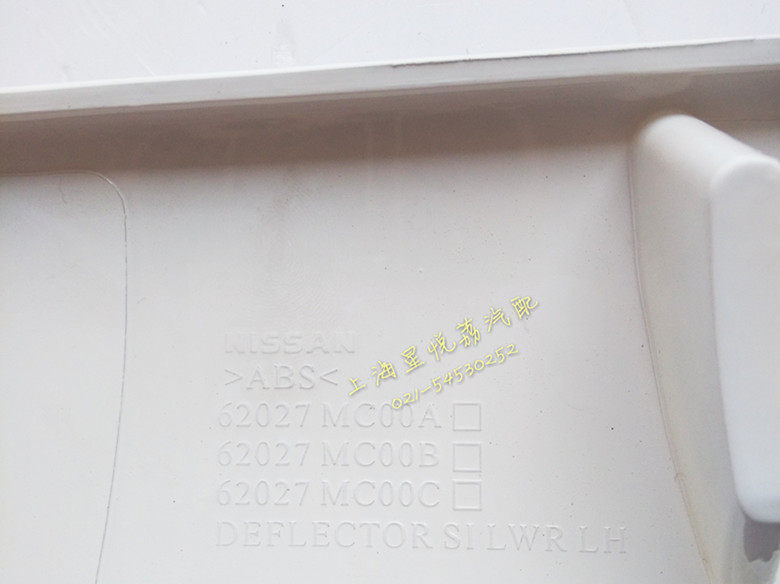 NISSAN
>ABS<
62027 MC00A
62027 MC00B
62027 MC00C
DEFLECTOR SI LWR LH
上海星悦荔汽配
021-54530252